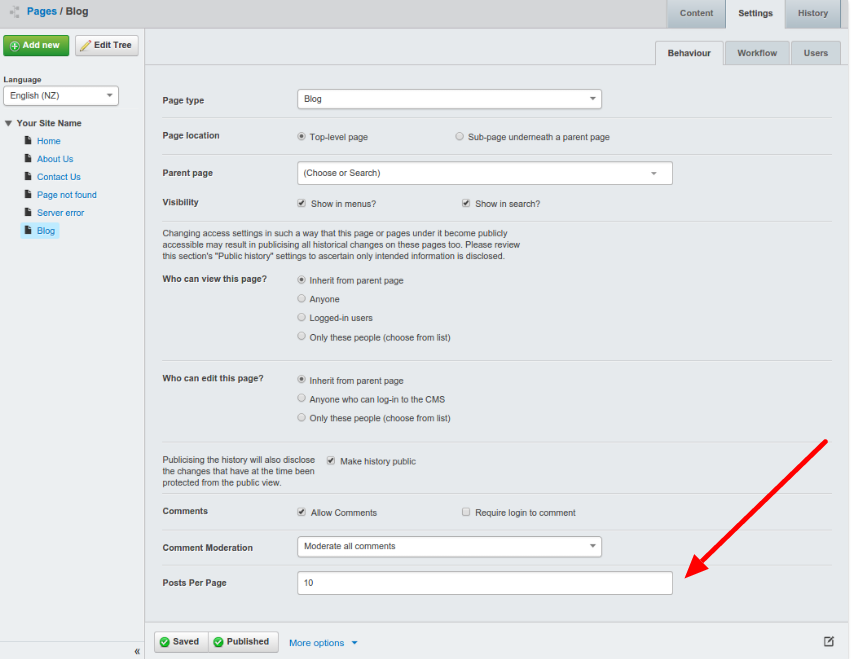 Pages / Blog
Content Settings History
Add new Edit Tree
Behaviour Workflow Users
Language
English (NZ)
Your Site Name
Home
About Us
Contact Us
Page not found
Server error
Blog
Page type Blog
Page location Top-level page Sub-page underneath a parent page
Parent page (Choose or Search)
Visibility Show in menus? Show in search?
Changing access settings in such a way that this page or pages under it become publicly
accessible may result in publicising all historical changes on these pages too. Please review
this section's "Public history" settings to ascertain only intended information is disclosed.
Who can view this page? Inherit from parent page
Anyone
Logged-in users
Only these people (choose from list)
Who can edit this page? Inherit from parent page
Anyone who can log-in to the CMS
Only these people (choose from list)
Publicising the history will also disclose
the changes that have at the time been
protected from the public view.
Make history public
Comments Allow Comments Require login to comment
Comment Moderation Moderate all comments
Posts Per Page 10
« Saved Published More options